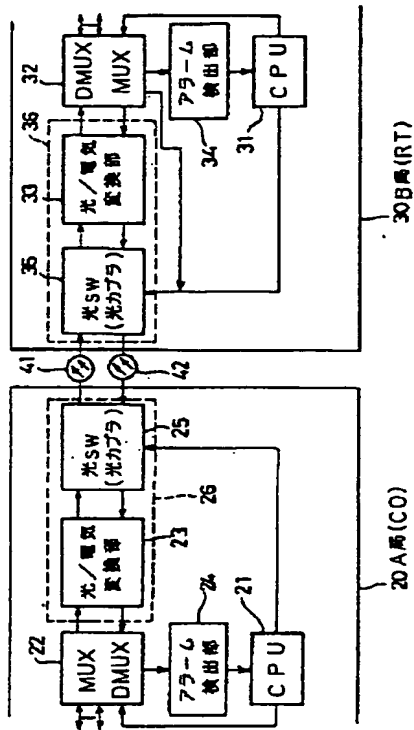 22
MUX
DMUX
光／電気
変換部
23
光SW
(光カプラ)
25
26
アラーム
検出部
24
21
CPU
20A局(CO)
41
42
35
光SW
(光カプラ)
33
光／電気
変換部
36
32
DMUX
MUX
アラーム
検出部
34
CPU
31
30B局(RT)